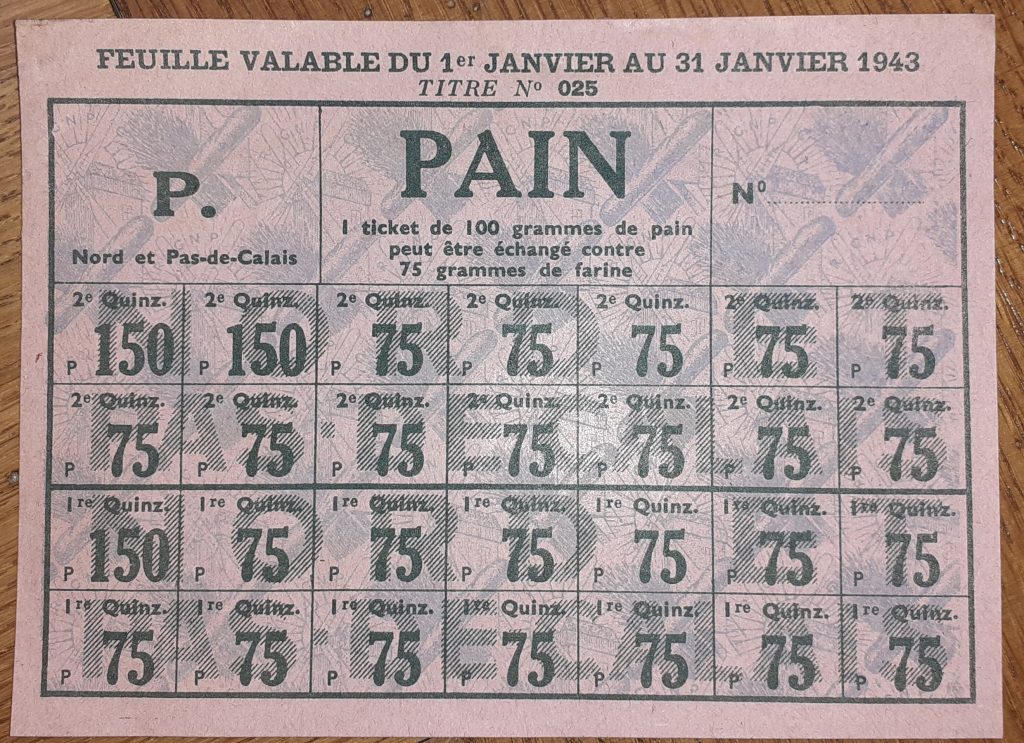 FEUILLE VALABLE DU 1er JANVIER AU 31 JANVIER 1943
TITRE No 025
P.
Nord et Pas-de-Calais
PAIN
1 ticket de 100 grammes de pain
peut être échangé contre
75 grammes de farine
No
2e Quinz. 2e Quinz. 2e Quinz. 2e Quinz. 2e Quinz. 2e Quinz. 2e Quinz.
P 150 P 150 P 75 P 75 P 75 P 75 P 75
2e Quinz. 2e Quinz. 2e Quinz. 2e Quinz. 2e Quinz. 2e Quinz. 2e Quinz.
P 75 P 75 P 75 P 75 P 75 P 75 P 75
1re Quinz. 1re Quinz. 1re Quinz. 1re Quinz. 1re Quinz. 1re Quinz. 1re Quinz.
P 150 P 75 P 75 P 75 P 75 P 75 P 75
1re Quinz. 1re Quinz. 1re Quinz. 1re Quinz. 1re Quinz. 1re Quinz. 1re Quinz.
P 75 P 75 P 75 P 75 P 75 P 75 P 75